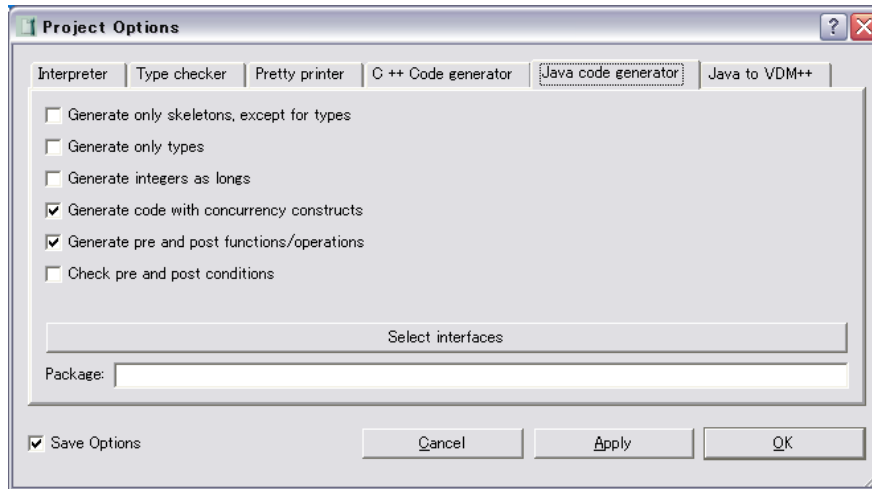 Project Options
Interpreter Type checker Pretty printer C ++ Code generator Java code generator Java to VDM++
Generate only skeletons, except for types
Generate only types
Generate integers as longs
Generate code with concurrency constructs
Generate pre and post functions/operations
Check pre and post conditions
Select interfaces
Package:
Save Options Cancel Apply OK